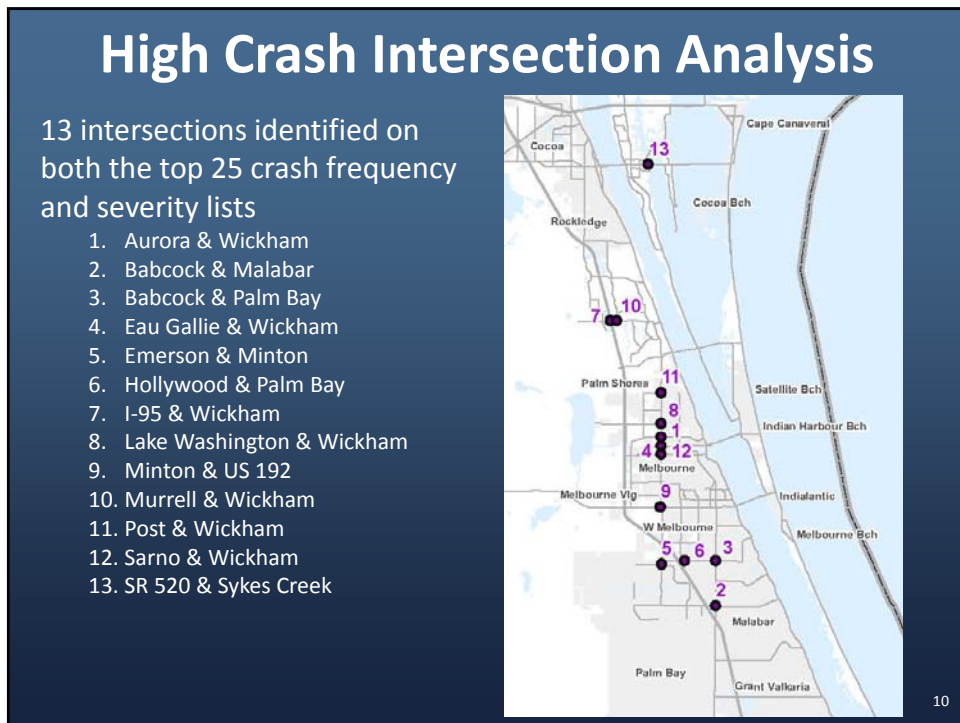 High Crash Intersection Analysis
13 intersections identified on
both the top 25 crash frequency
and severity lists
1. Aurora & Wickham
2. Babcock & Malabar
3. Babcock & Palm Bay
4. Eau Gallie & Wickham
5. Emerson & Minton
6. Hollywood & Palm Bay
7. I-95 & Wickham
8. Lake Washington & Wickham
9. Minton & US 192
10. Murrell & Wickham
11. Post & Wickham
12. Sarno & Wickham
13. SR 520 & Sykes Creek
Cape Canaveral
Cocoa
13
Cocoa Bch
Rockledge
7
10
Palm Shores
11
Satellite Bch
8
Indian Harbour Bch
1
4
12
Melbourne
Melbourne Vlg
9
Indialantic
W Melbourne
Melbourne Bch
5
6
3
2
Malabar
Palm Bay
Grant Valkaria
10